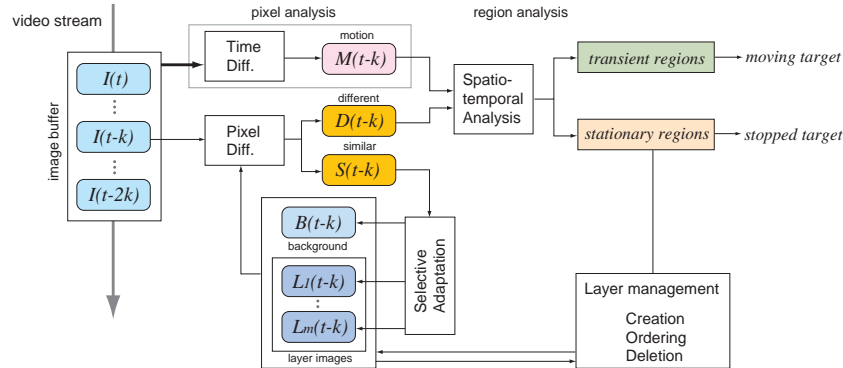 video stream
pixel analysis
region analysis
image buffer
I(t)
I(t-k)
I(t-2k)
Time
Diff.
motion
M(t-k)
Pixel
Diff.
different
D(t-k)
similar
S(t-k)
Spatio-
temporal
Analysis
transient regions
moving target
stationary regions
stopped target
B(t-k)
background
L1(t-k)
Lm(t-k)
layer images
Selective
Adaptation
Layer management
Creation
Ordering
Deletion